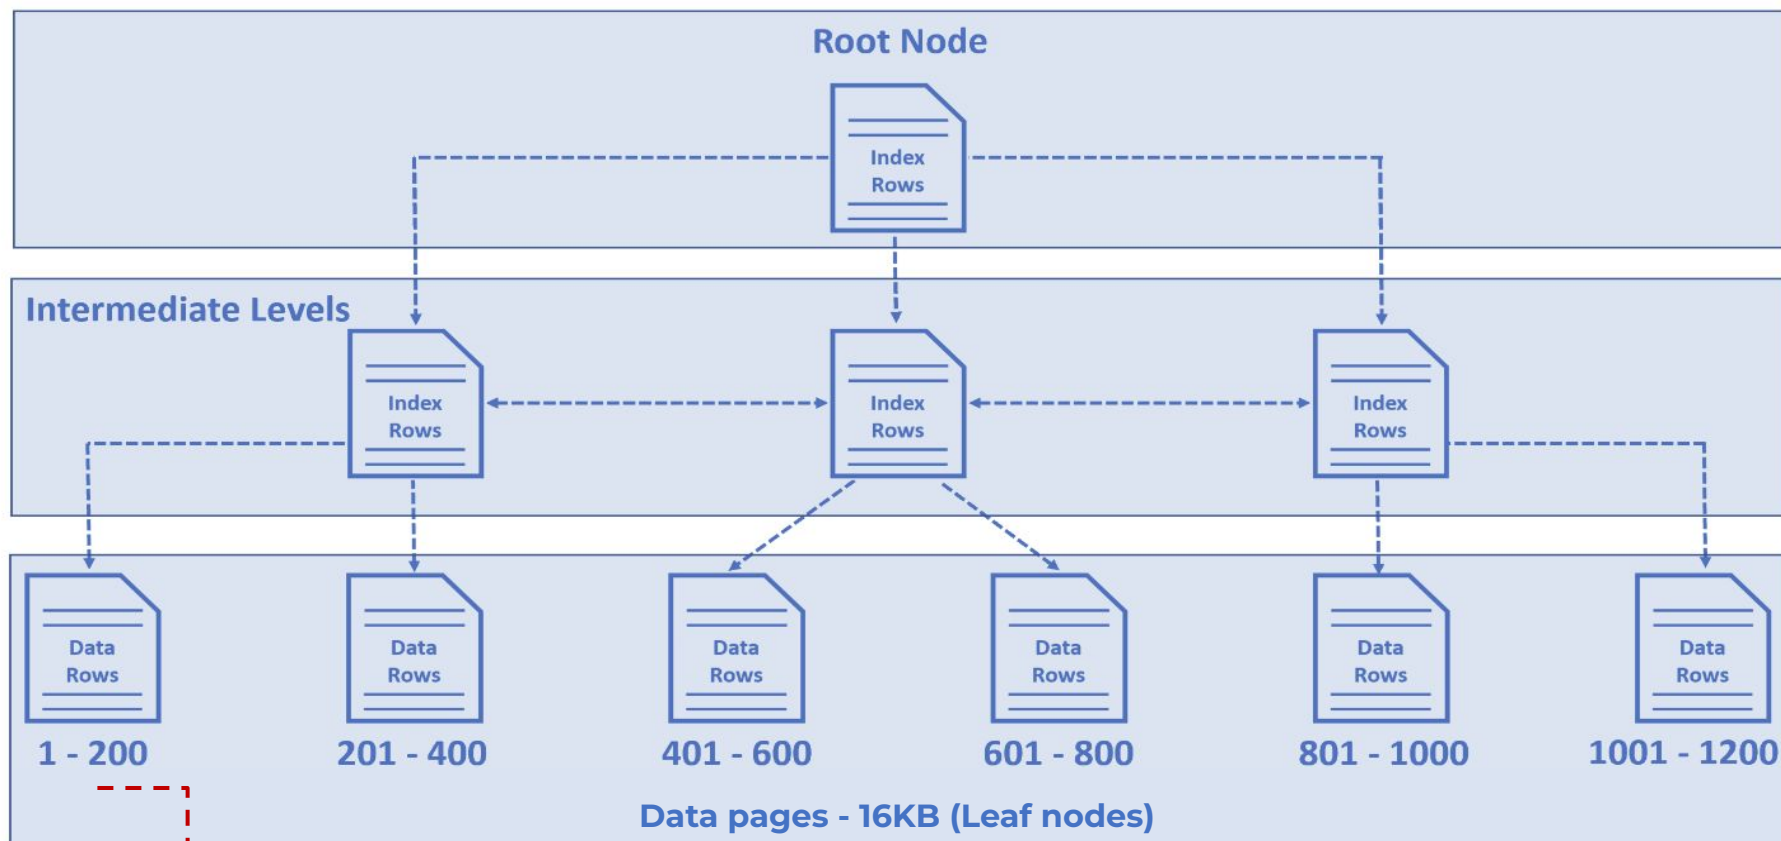 Root Node
Index
Rows
Intermediate Levels
Index
Rows
Index
Rows
Index
Rows
Data
Rows
Data
Rows
Data
Rows
Data
Rows
Data
Rows
Data
Rows
1 - 200
201 - 400
401 - 600
601 - 800
801 - 1000
1001 - 1200
Data pages - 16KB (Leaf nodes)